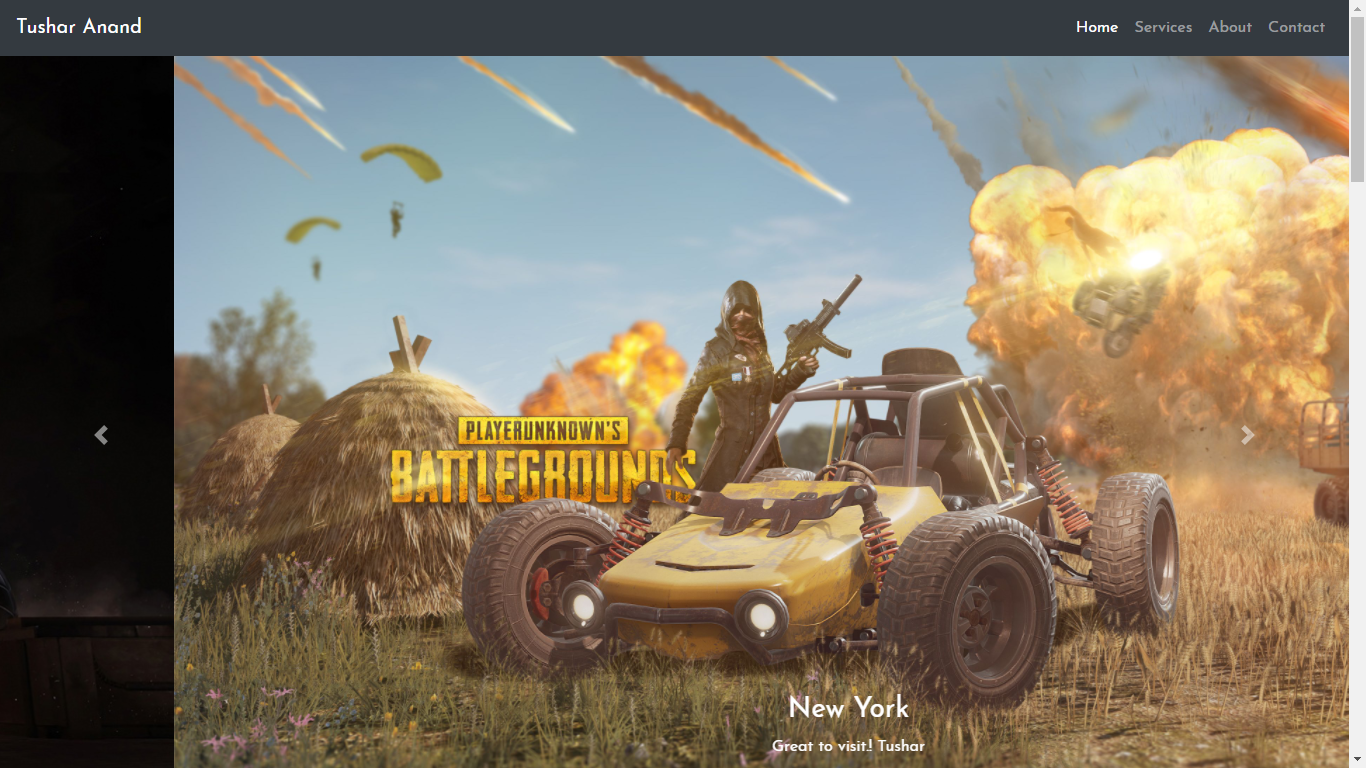 Tushar Anand
Home Services About Contact
PLAYERUNKNOWN'S
BATTLEGROUNDS
New York
Great to visit.! Tushar